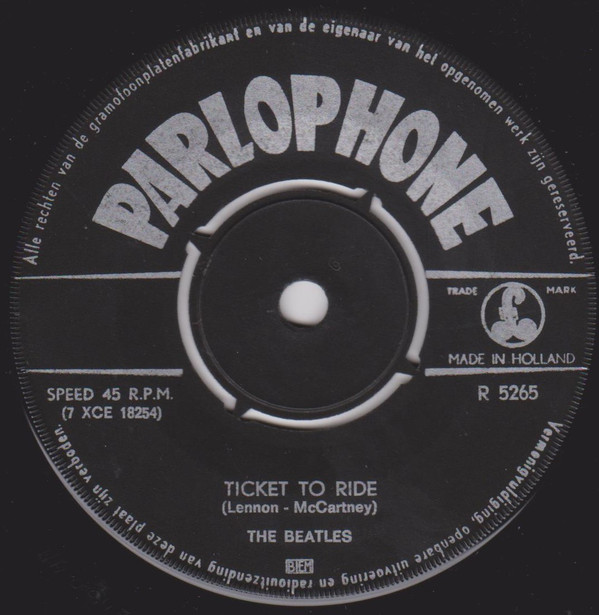 Alle rechten van de gramofoonplatenfabrikant en van de eigenaar van het opgenomen werk zijn gereserveerd.
PARLOPHONE
TRADE MARK
MADE IN HOLLAND
SPEED 45 R.P.M.
(7 XCE 18254)
R 5265
TICKET TO RIDE
(Lennon - McCartney)
THE BEATLES
BIEM
Vermenigvuldiging, openbare uitvoering en radiouitzending van deze plaat zijn verboden.